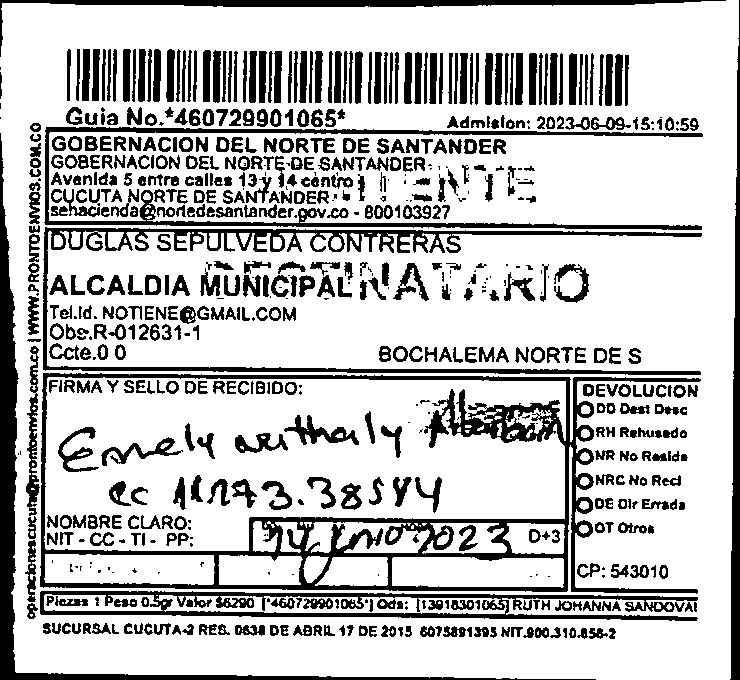 Guia No.*460729901065*
Admision: 2023-06-09-15:10:59
GOBERNACION DEL NORTE DE SANTANDER
GOBERNACION DEL NORTE DE SANTANDER
Avenida 5 entre calles 13 y 14 centro
CUCUTA NORTE DE SANTANDER
sehacienda@nortedesantander.gov.co - 800103927
DUGLAS SEPULVEDA CONTRERAS
DESTINATARIO
ALCALDIA MUNICIPAL
Tel.Id. NOTIENE@GMAIL.COM
Obs.R-012631-1
Ccte.0 0
BOCHALEMA NORTE DE S
FIRMA Y SELLO DE RECIBIDO:
cc
NOMBRE CLARO:
NIT - CC - TI - PP:
2023
D+3
DEVOLUCION
DD Dest Desc
RH Rehusado
NR No Reside
NRC No Recl
DE Dir Errada
OT Otros
CP: 543010
Piezas 1 Peso 0.5gr Valor $6290 [*460729901065*] Ods: [13918301065] RUTH JOHANNA SANDOVAL
SUCURSAL CUCUTA-2 RES. 0638 DE ABRIL 17 DE 2015 6075891395 NIT.900.310.856-2
operacionescucuta@prontoenvios.com.co | WWW.PRONTOENVIOS.COM.CO